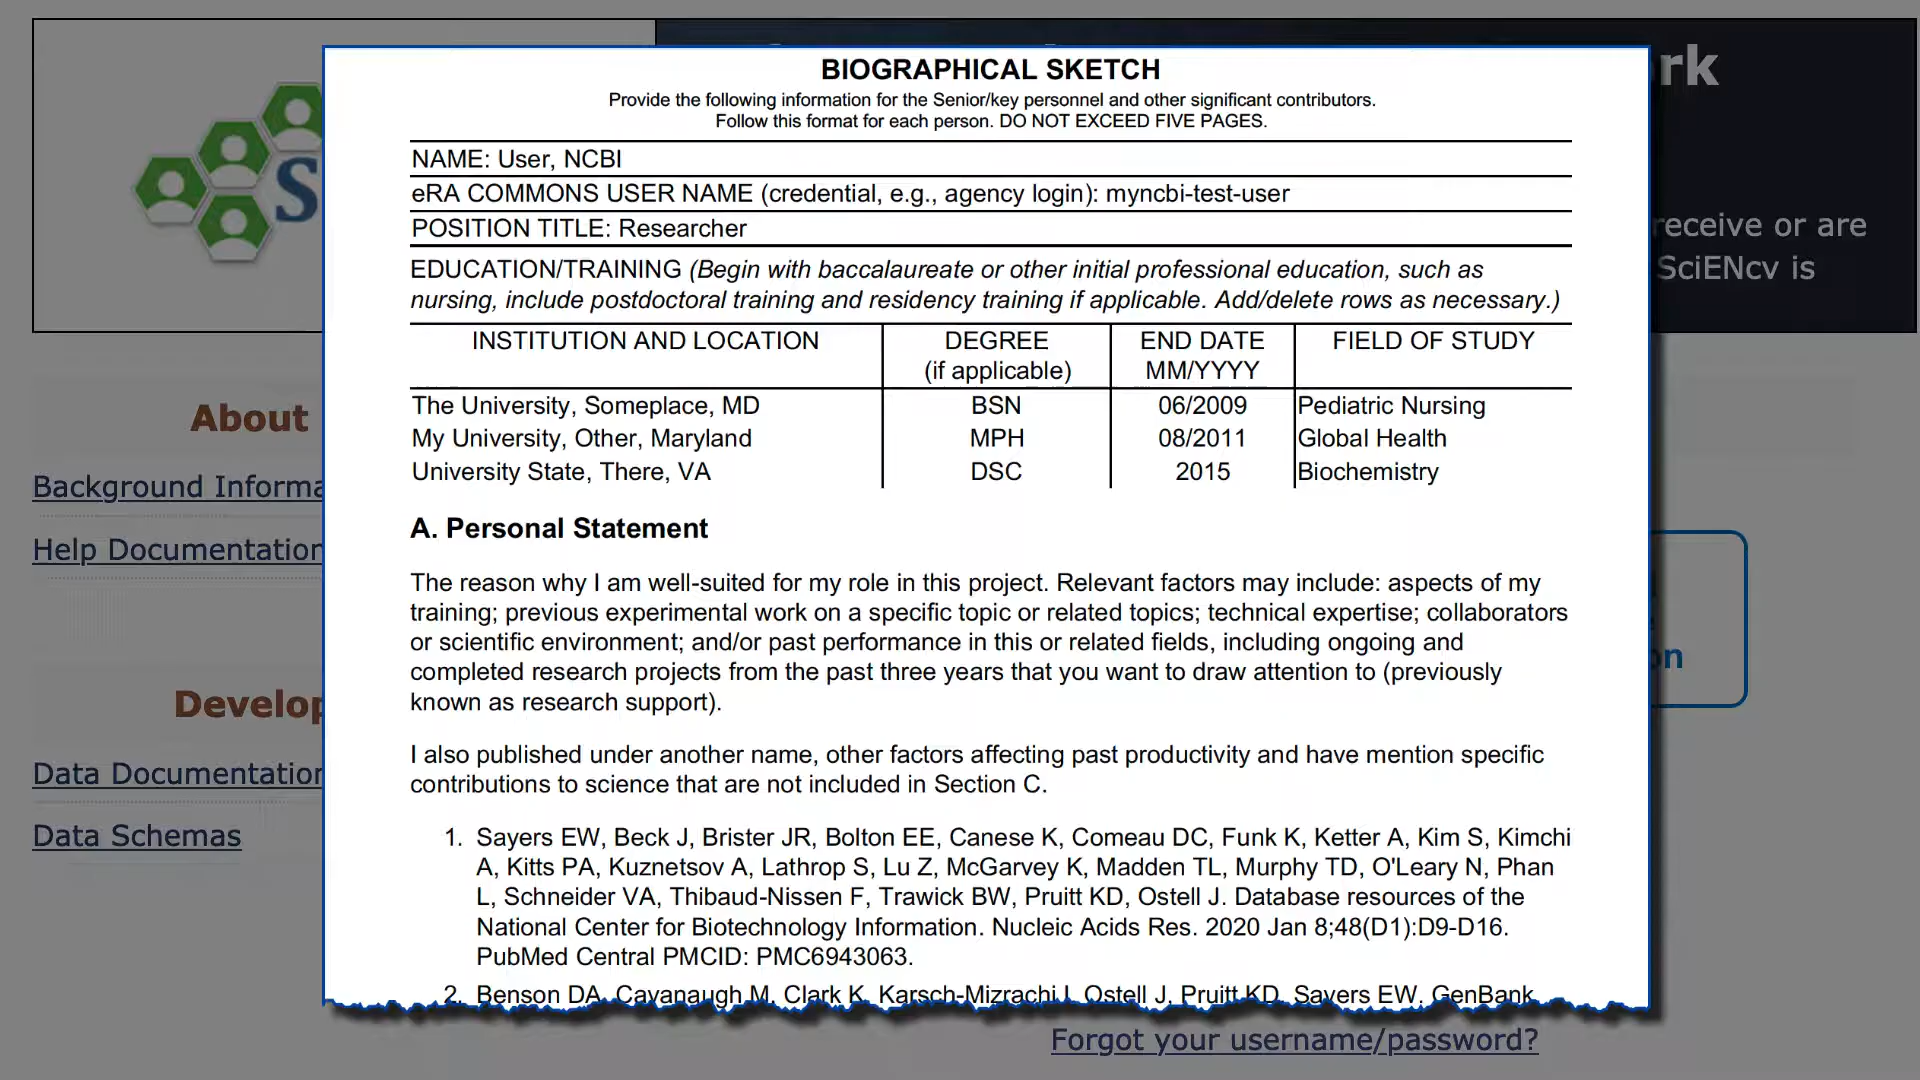 BIOGRAPHICAL SKETCH
Provide the following information for the Senior/key personnel and other significant contributors.
Follow this format for each person. DO NOT EXCEED FIVE PAGES.
NAME: User, NCBI
eRA COMMONS USER NAME (credential, e.g., agency login): myncbi-test-user
POSITION TITLE: Researcher
EDUCATION/TRAINING (Begin with baccalaureate or other initial professional education, such as
nursing, include postdoctoral training and residency training if applicable. Add/delete rows as necessary.)
INSTITUTION AND LOCATION DEGREE (if applicable) END DATE MM/YYYY FIELD OF STUDY
The University, Someplace, MD BSN 06/2009 Pediatric Nursing
My University, Other, Maryland MPH 08/2011 Global Health
University State, There, VA DSC 2015 Biochemistry
A. Personal Statement
The reason why I am well-suited for my role in this project. Relevant factors may include: aspects of my
training; previous experimental work on a specific topic or related topics; technical expertise; collaborators
or scientific environment; and/or past performance in this or related fields, including ongoing and
completed research projects from the past three years that you want to draw attention to (previously
known as research support).
I also published under another name, other factors affecting past productivity and have mention specific
contributions to science that are not included in Section C.
1. Sayers EW, Beck J, Brister JR, Bolton EE, Canese K, Comeau DC, Funk K, Ketter A, Kim S, Kimchi
A, Kitts PA, Kuznetsov A, Lathrop S, Lu Z, McGarvey K, Madden TL, Murphy TD, O'Leary N, Phan
L, Schneider VA, Thibaud-Nissen F, Trawick BW, Pruitt KD, Ostell J. Database resources of the
National Center for Biotechnology Information. Nucleic Acids Res. 2020 Jan 8;48(D1):D9-D16.
PubMed Central PMCID: PMC6943063.
2. Benson DA, Cavanaugh M, Clark K, Karsch-Mizrachi I, Ostell J, Pruitt KD, Sayers EW. GenBank
S
rk
receive or are
SciENcv is
About
Background Informa
Help Documentation
Develop
Data Documentation
Data Schemas
on
Forgot your username/password?